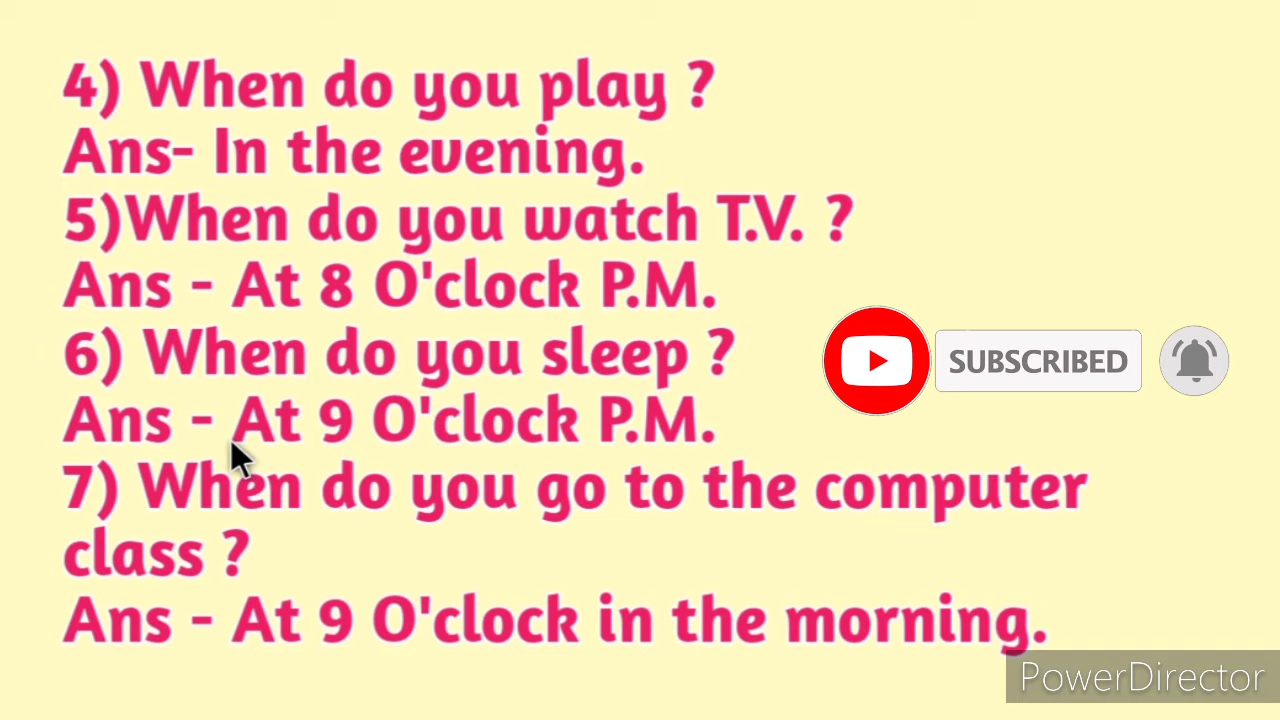 4) When do you play ?
Ans- In the evening.
5)When do you watch T.V. ?
Ans - At 8 O'clock P.M.
6) When do you sleep ?
SUBSCRIBED
Ans - At 9 O'clock P.M.
7) When do you go to the computer
class ?
Ans - At 9 O'clock in the morning.
PowerDirector